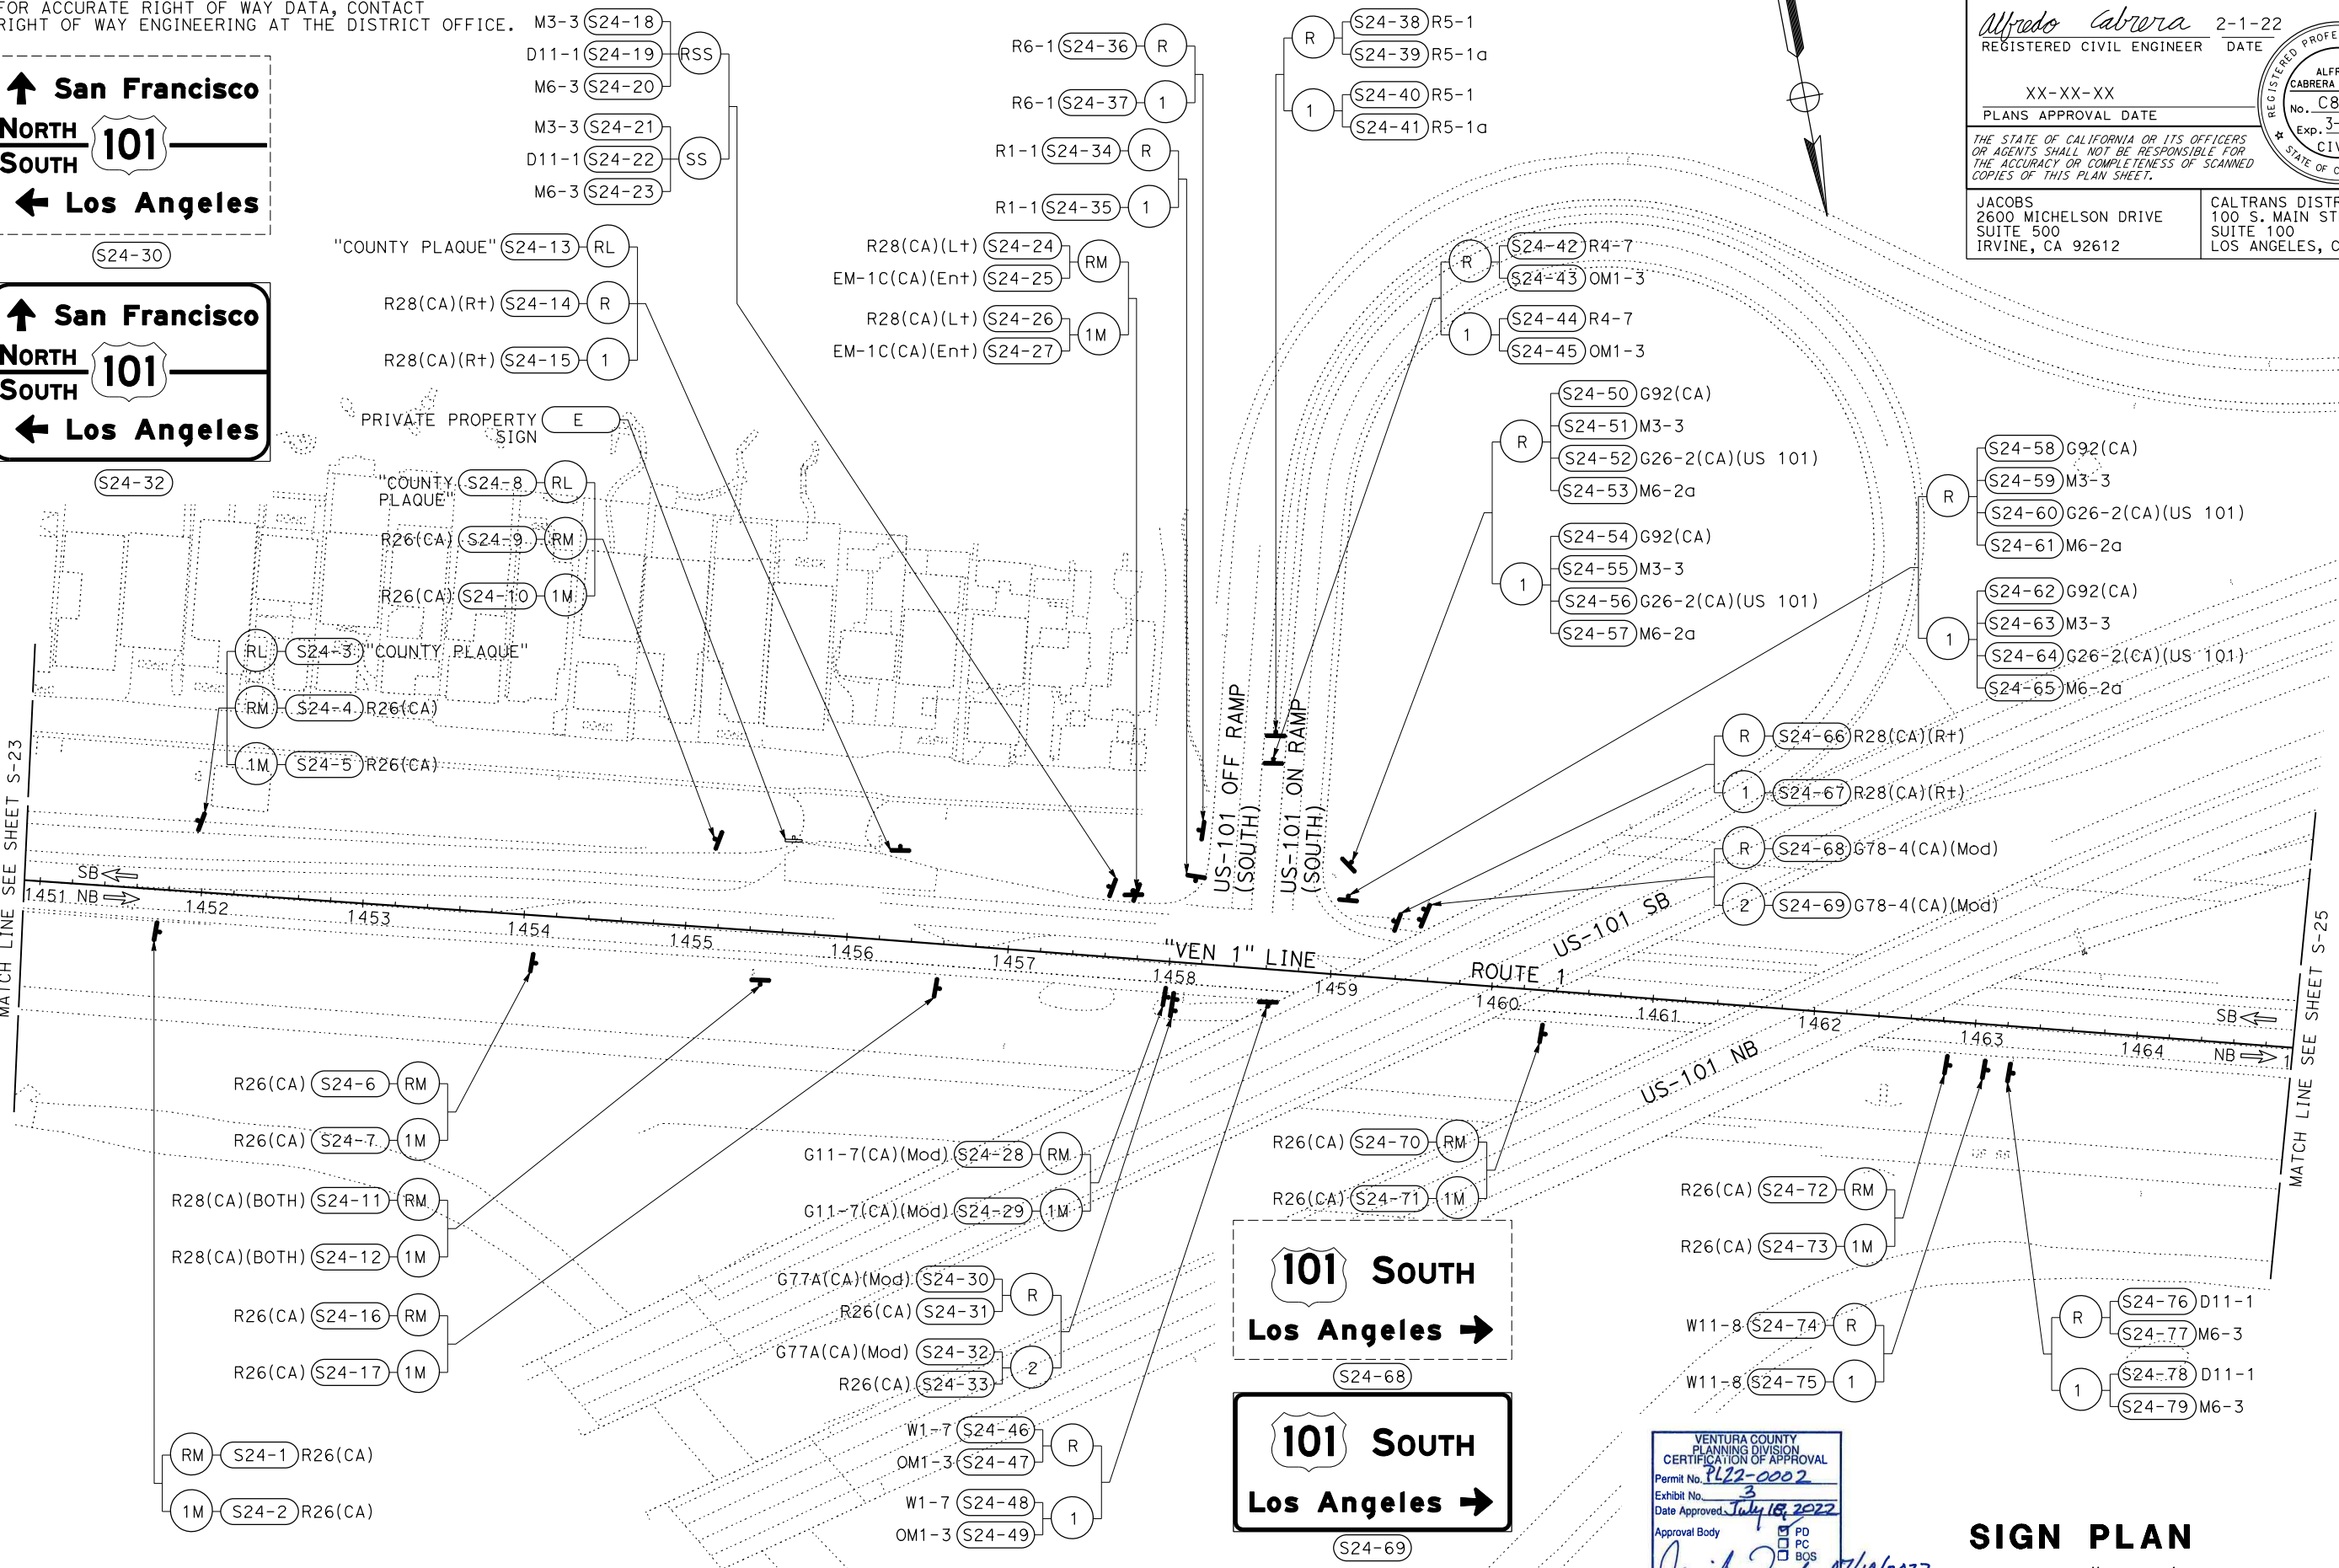 FOR ACCURATE RIGHT OF WAY DATA, CONTACT
RIGHT OF WAY ENGINEERING AT THE DISTRICT OFFICE.
San Francisco
NORTH
101
SOUTH
Los Angeles
S24-30
San Francisco
NORTH
101
SOUTH
Los Angeles
S24-32
M3-3 S24-18
D11-1 S24-19 RSS
M6-3 S24-20
M3-3 S24-21
D11-1 S24-22 SS
M6-3 S24-23
"COUNTY PLAQUE" S24-13 RL
R28(CA)(Rt) S24-14 R
R28(CA)(Rt) S24-15 1
PRIVATE PROPERTY SIGN E
"COUNTY PLAQUE" S24-8 RL
R26(CA) S24-9 RM
R26(CA) S24-10 1M
RL S24-3 "COUNTY PLAQUE"
RM S24-4 R26(CA)
1M S24-5 R26(CA)
R6-1 S24-36 R
R6-1 S24-37 1
R1-1 S24-34 R
R1-1 S24-35 1
R28(CA)(Lt) S24-24 RM
EM-1C(CA)(Ent) S24-25
R28(CA)(Lt) S24-26 1M
EM-1C(CA)(Ent) S24-27
R S24-38 R5-1
S24-39 R5-1a
1 S24-40 R5-1
S24-41 R5-1a
R S24-42 R4-7
S24-43 OM1-3
1 S24-44 R4-7
S24-45 OM1-3
S24-50 G92(CA)
S24-51 M3-3
R
S24-52 G26-2(CA)(US 101)
S24-53 M6-2a
S24-54 G92(CA)
S24-55 M3-3
1
S24-56 G26-2(CA)(US 101)
S24-57 M6-2a
S24-58 G92(CA)
S24-59 M3-3
R
S24-60 G26-2(CA)(US 101)
S24-61 M6-2a
S24-62 G92(CA)
S24-63 M3-3
1
S24-64 G26-2(CA)(US 101)
S24-65 M6-2a
R S24-66 R28(CA)(Rt)
1 S24-67 R28(CA)(Rt)
R S24-68 G78-4(CA)(Mod)
2 S24-69 G78-4(CA)(Mod)
Alfredo Cabrera 2-1-22
REGISTERED CIVIL ENGINEER DATE
XX-XX-XX
PLANS APPROVAL DATE
THE STATE OF CALIFORNIA OR ITS OFFICERS
OR AGENTS SHALL NOT BE RESPONSIBLE FOR
THE ACCURACY OR COMPLETENESS OF SCANNED
COPIES OF THIS PLAN SHEET.
REGISTERED PROFE
ALFR
CABRERA
No. C8
Exp. 3-
CIV
STATE OF C
JACOBS
2600 MICHELSON DRIVE
SUITE 500
IRVINE, CA 92612
CALTRANS DISTR
100 S. MAIN ST
SUITE 100
LOS ANGELES, C
MATCH LINE SEE SHEET S-23
SB
1451 NB
1452
1453
1454
1455
1456
1457
1458
1459
1460
1461
1462
1463
1464
"VEN 1" LINE
ROUTE 1
US-101 OFF RAMP
(SOUTH)
US-101 ON RAMP
(SOUTH)
US-101 SB
US-101 NB
SB
NB
1
MATCH LINE SEE SHEET S-25
R26(CA) S24-6 RM
R26(CA) S24-7 1M
R28(CA)(BOTH) S24-11 RM
R28(CA)(BOTH) S24-12 1M
R26(CA) S24-16 RM
R26(CA) S24-17 1M
RM S24-1 R26(CA)
1M S24-2 R26(CA)
G11-7(CA)(Mod) S24-28 RM
G11-7(CA)(Mod) S24-29 1M
G77A(CA)(Mod) S24-30
R
R26(CA) S24-31
G77A(CA)(Mod) S24-32
2
R26(CA) S24-33
W1-7 S24-46
R
OM1-3 S24-47
W1-7 S24-48
1
OM1-3 S24-49
R26(CA) S24-70 RM
R26(CA) S24-71 1M
101 SOUTH
Los Angeles
S24-68
101 SOUTH
Los Angeles
S24-69
R26(CA) S24-72 RM
R26(CA) S24-73 1M
W11-8 S24-74 R
W11-8 S24-75 1
R S24-76 D11-1
S24-77 M6-3
1 S24-78 D11-1
S24-79 M6-3
VENTURA COUNTY
PLANNING DIVISION
CERTIFICATION OF APPROVAL
Permit No. PL22-0002
Exhibit No. 3
Date Approved July 18, 2022
Approval Body
PD
PC
BOS
SIGN PLAN